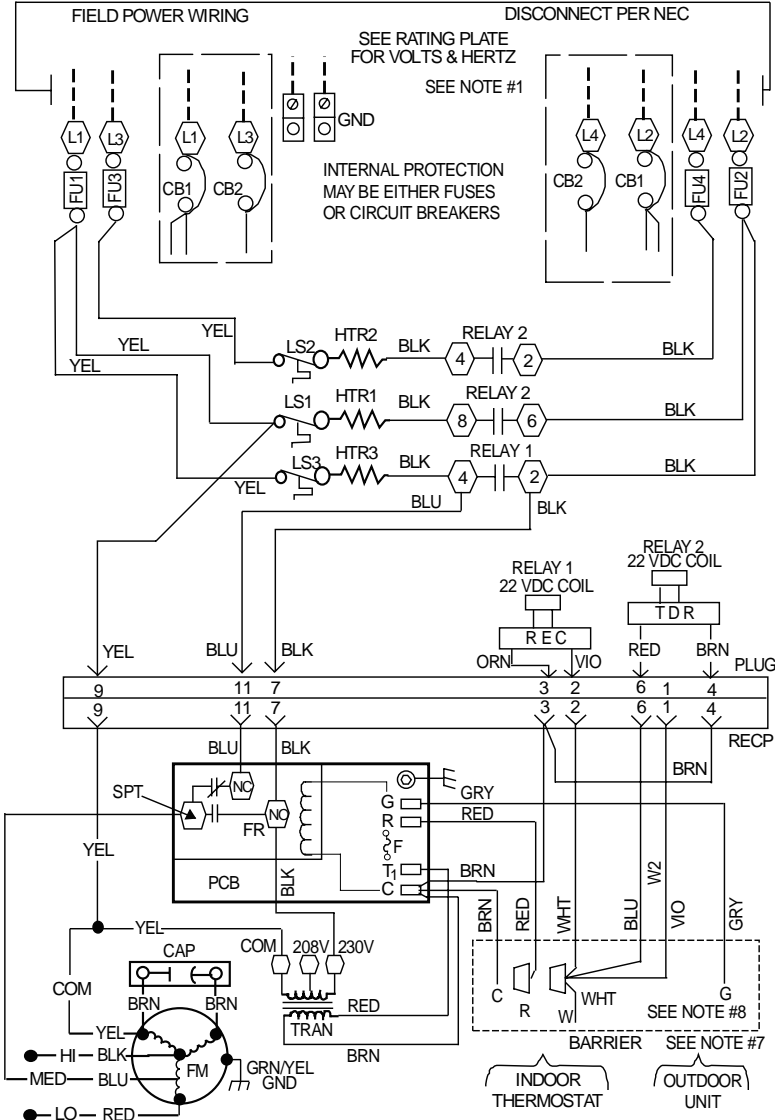 FIELD POWER WIRING
DISCONNECT PER NEC
SEE RATING PLATE
FOR VOLTS & HERTZ
SEE NOTE #1
L1
L3
L1
L3
GND
L4
L2
L4
L2
FU1
FU3
CB1
CB2
INTERNAL PROTECTION
MAY BE EITHER FUSES
OR CIRCUIT BREAKERS
CB2
CB1
FU4
FU2
YEL
LS2
HTR2
BLK
RELAY 2
4
2
BLK
YEL
YEL
LS1
HTR1
BLK
RELAY 2
8
6
BLK
YEL
LS3
HTR3
BLK
RELAY 1
4
2
BLK
BLU
BLK
RELAY 1
22 VDC COIL
REC
RELAY 2
22 VDC COIL
TDR
YEL
BLU
BLK
ORN
VIO
RED
BRN
PLUG
9
11
7
3
2
6
1
4
9
11
7
3
2
6
1
4
RECP
BLU
BLK
BRN
SPT
NC
NO
FR
PCB
BLK
G
R
F
T1
C
GRY
RED
BRN
YEL
BRN
RED
WHT
BLU
W2
VIO
GRY
YEL
COM
208V
230V
TRAN
RED
BRN
CAP
COM
BRN
BRN
YEL
HI
BLK
FM
GRN/YEL
GND
MED
BLU
LO
RED
C
R
WHT
W
SEE NOTE #8
G
BARRIER
SEE NOTE #7
INDOOR
THERMOSTAT
OUTDOOR
UNIT